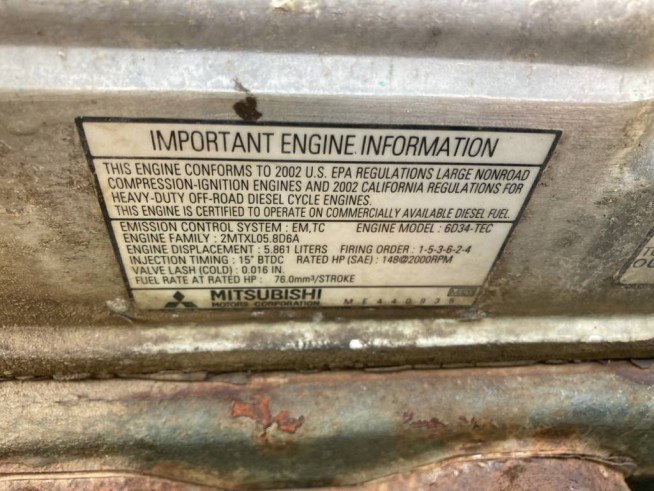 IMPORTANT ENGINE INFORMATION
THIS ENGINE CONFORMS TO 2002 U.S. EPA REGULATIONS LARGE NONROAD
COMPRESSION-IGNITION ENGINES AND 2002 CALIFORNIA REGULATIONS FOR
HEAVY-DUTY OFF-ROAD DIESEL CYCLE ENGINES.
THIS ENGINE IS CERTIFIED TO OPERATE ON COMMERCIALLY AVAILABLE DIESEL FUEL
EMISSION CONTROL SYSTEM : EM,TC ENGINE MODEL : 6D34-TEC
ENGINE FAMILY : 2MTXL05.8D6A
ENGINE DISPLACEMENT : 5.861 LITERS FIRING ORDER : 1-5-3-6-2-4
INJECTION TIMING : 15° BTDC RATED HP (SAE) : 148@2000RPM
VALVE LASH (COLD) : 0.016 IN.
FUEL RATE AT RATED HP : 76.0mm³/STROKE
MITSUBISHI
MOTORS CORPORATION